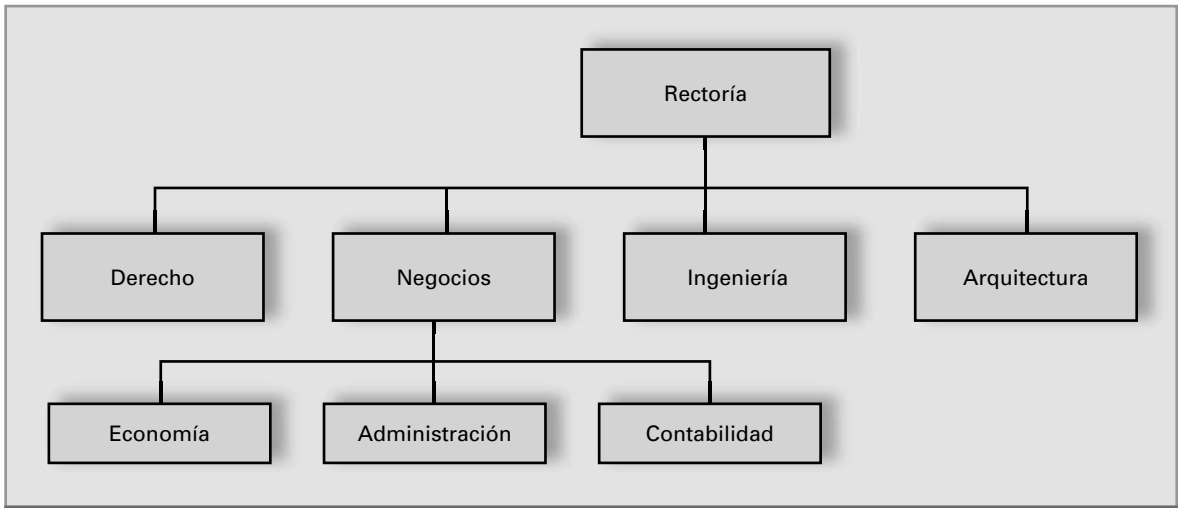 Rectoría
Derecho
Negocios
Ingeniería
Arquitectura
Economía
Administración
Contabilidad